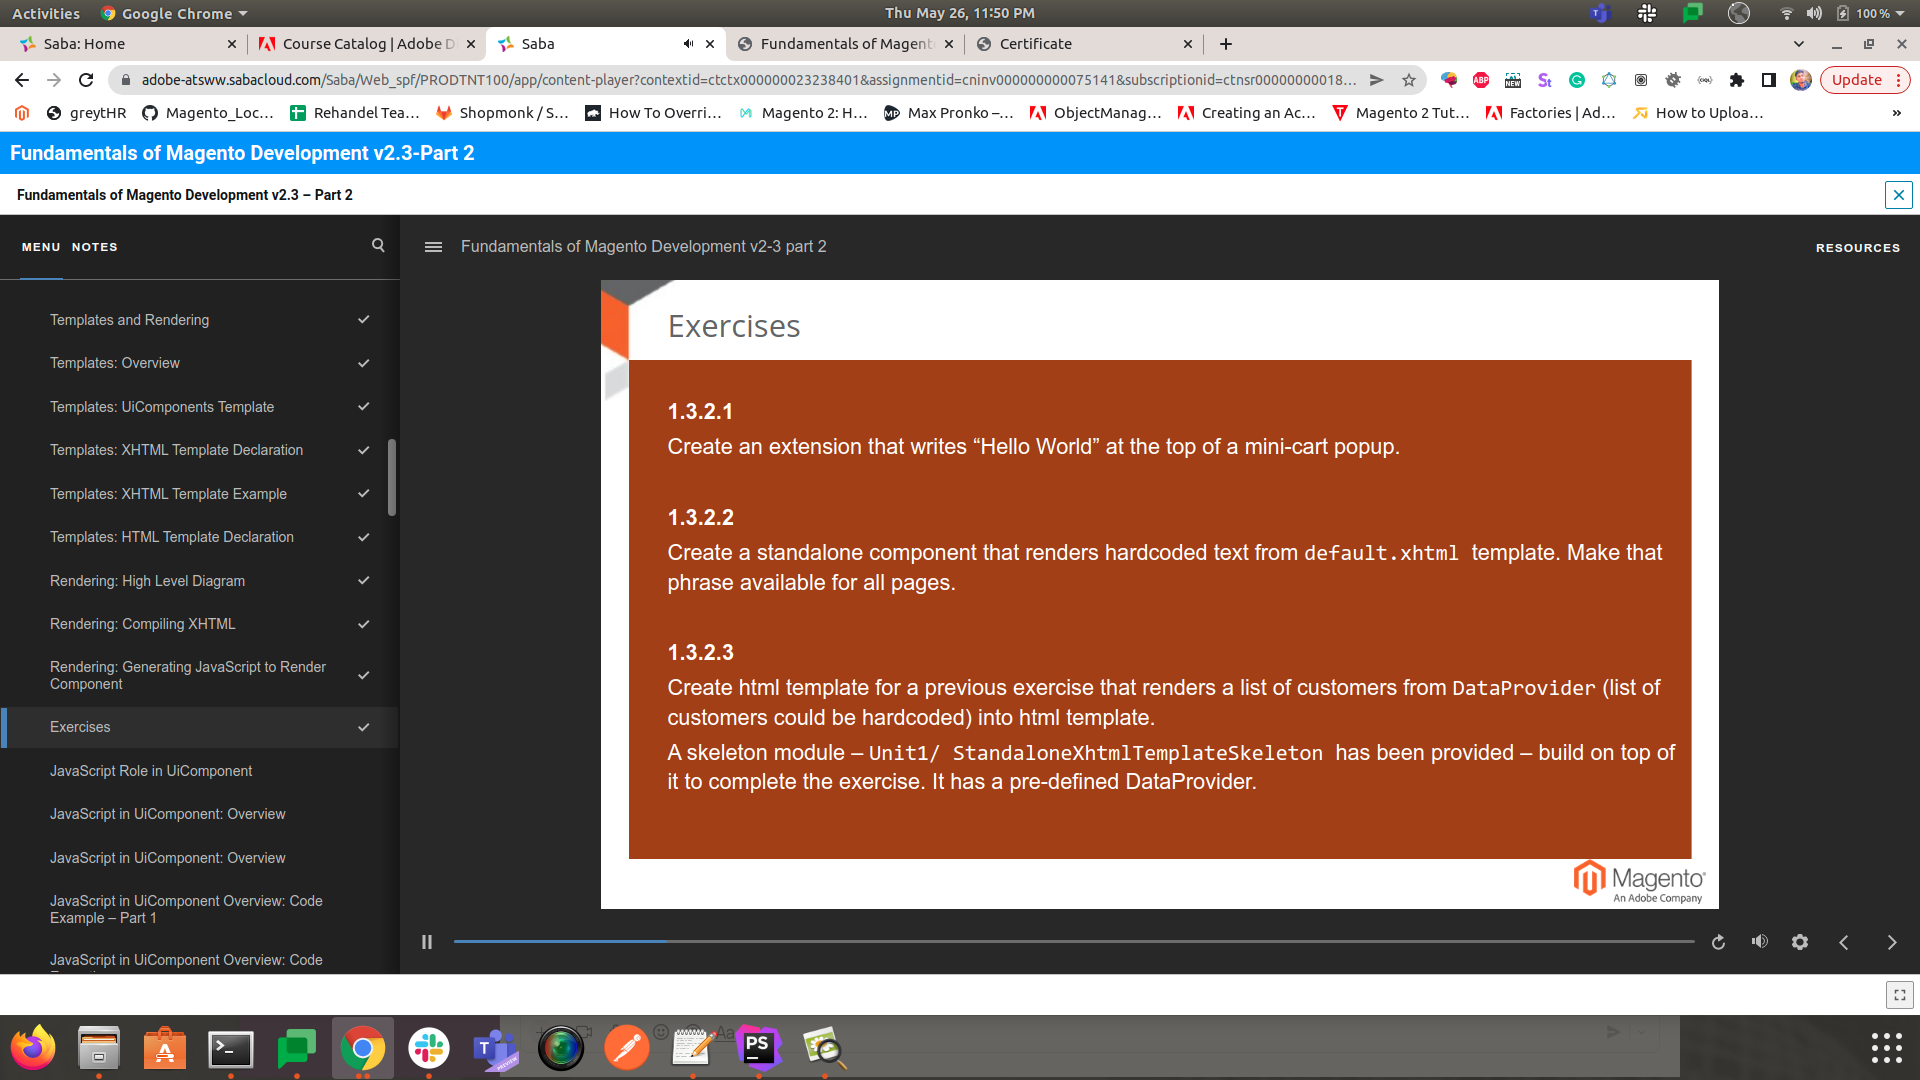 Activities
Google Chrome
Thu May 26, 11:50 PM
100 %
Saba: Home
Course Catalog | Adobe D
Saba
Fundamentals of Magent
Certificate
adobe-atsww.sabacloud.com/Saba/Web_spf/PRODTNT100/app/content-player?contextid=ctctx000000023238401&assignmentid=cninv000000000075141&subscriptionid=ctnsr00000000018...
ABP
NEW
Update
greytHR
Magento_Loc...
Rehandel Tea...
Shopmonk / S...
How To Overri...
Magento 2: H...
Max Pronko –...
ObjectManag...
Creating an Ac...
Magento 2 Tut...
Factories | Ad...
How to Uploa...
»
Fundamentals of Magento Development v2.3-Part 2
Fundamentals of Magento Development v2.3 – Part 2
MENU NOTES
Fundamentals of Magento Development v2-3 part 2
RESOURCES
Templates and Rendering
Templates: Overview
Templates: UiComponents Template
Templates: XHTML Template Declaration
Templates: XHTML Template Example
Templates: HTML Template Declaration
Rendering: High Level Diagram
Rendering: Compiling XHTML
Rendering: Generating JavaScript to Render
Component
Exercises
JavaScript Role in UiComponent
JavaScript in UiComponent: Overview
JavaScript in UiComponent: Overview
JavaScript in UiComponent Overview: Code
Example – Part 1
JavaScript in UiComponent Overview: Code
Exercises
1.3.2.1
Create an extension that writes “Hello World” at the top of a mini-cart popup.
1.3.2.2
Create a standalone component that renders hardcoded text from default.xhtml template. Make that
phrase available for all pages.
1.3.2.3
Create html template for a previous exercise that renders a list of customers from DataProvider (list of
customers could be hardcoded) into html template.
A skeleton module – Unit1/ StandaloneXhtmlTemplateSkeleton has been provided – build on top of
it to complete the exercise. It has a pre-defined DataProvider.
Magento
An Adobe Company
PS